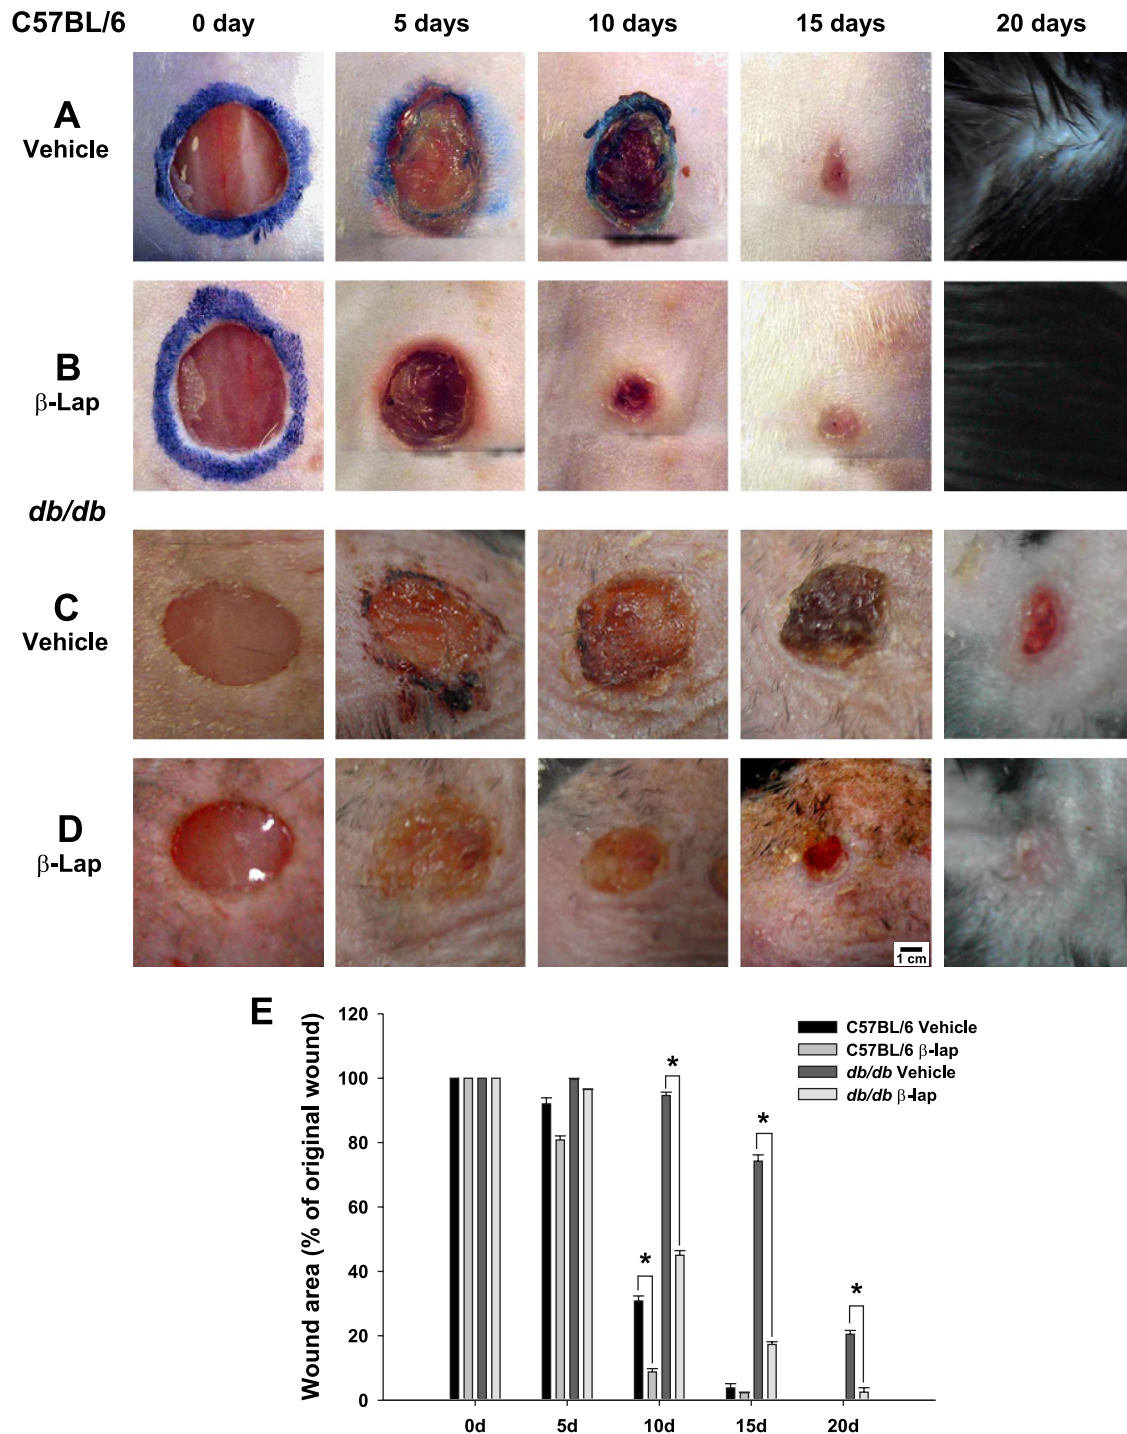 C57BL/6 0 day 5 days 10 days 15 days 20 days
A
Vehicle
B
β-Lap
db/db
C
Vehicle
D
β-Lap
1 cm
E
Wound area (% of original wound)
120
100
80
60
40
20
0
C57BL/6 Vehicle
C57BL/6 β-lap
db/db Vehicle
db/db β-lap
*
*
*
*
0d 5d 10d 15d 20d